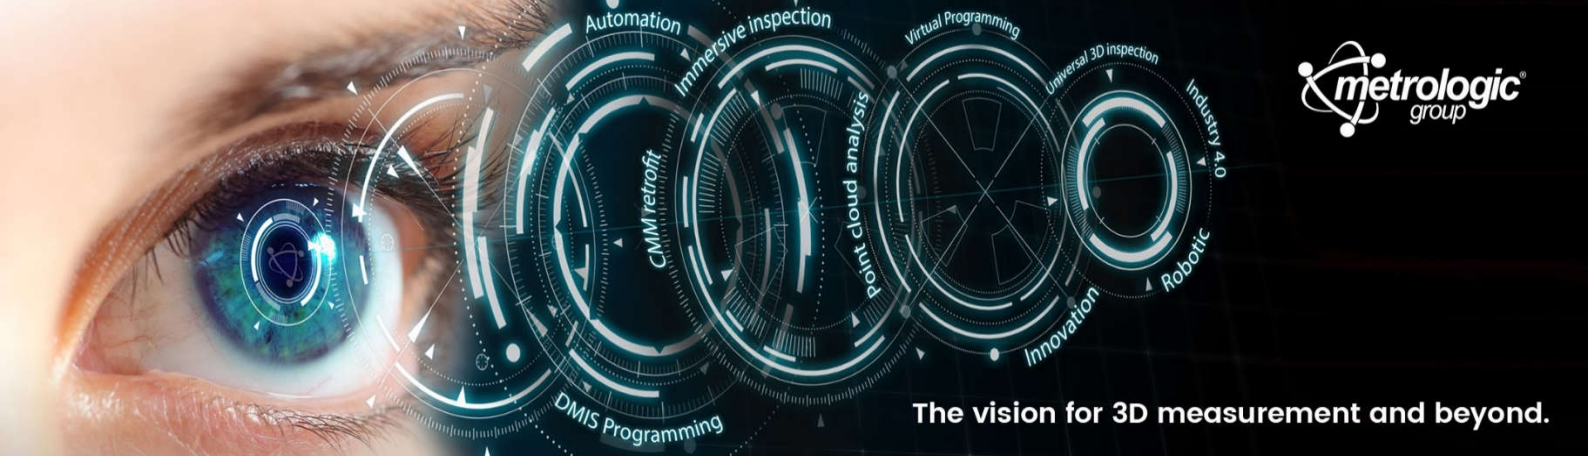 Automation
Immersive inspection
Virtual Programming
Universal 3D inspection
Industry 4.0
metrologic®
group
CMM retrofit
Point cloud analysis
Robotic
Innovation
DMIS Programming
The vision for 3D measurement and beyond.